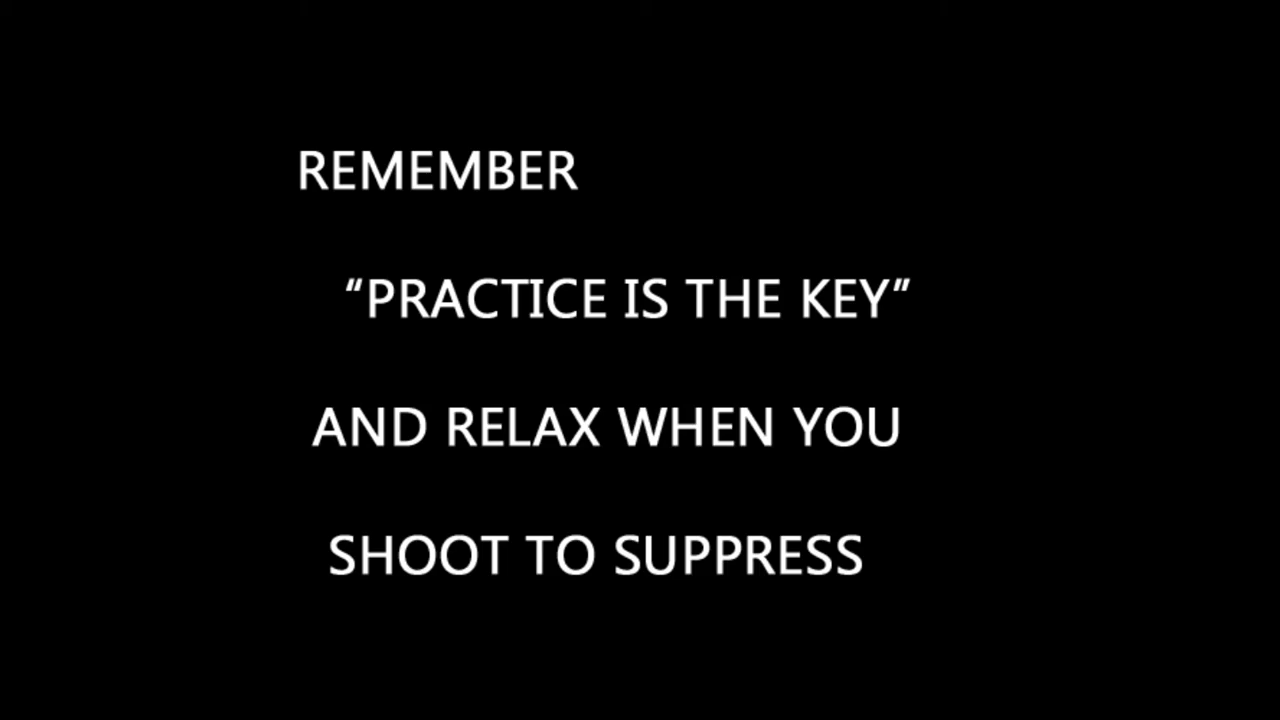 REMEMBER
“PRACTICE IS THE KEY”
AND RELAX WHEN YOU
SHOOT TO SUPPRESS